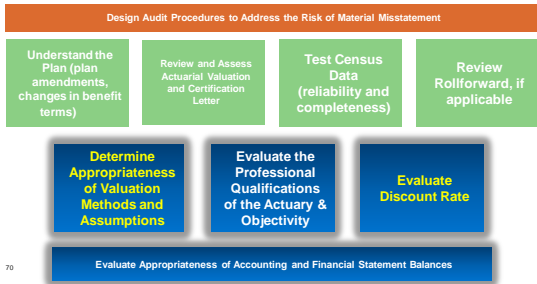 Design Audit Procedures to Address the Risk of Material Misstatement
Understand the
Plan (plan
amendments,
changes in benefit
terms)
Review and Assess
Actuarial Valuation
and Certification
Letter
Test Census
Data
(reliability and
completeness)
Review
Rollforward, if
applicable
Determine
Appropriateness
of Valuation
Methods and
Assumptions
Evaluate the
Professional
Qualifications
of the Actuary &
Objectivity
Evaluate
Discount Rate
Evaluate Appropriateness of Accounting and Financial Statement Balances
70